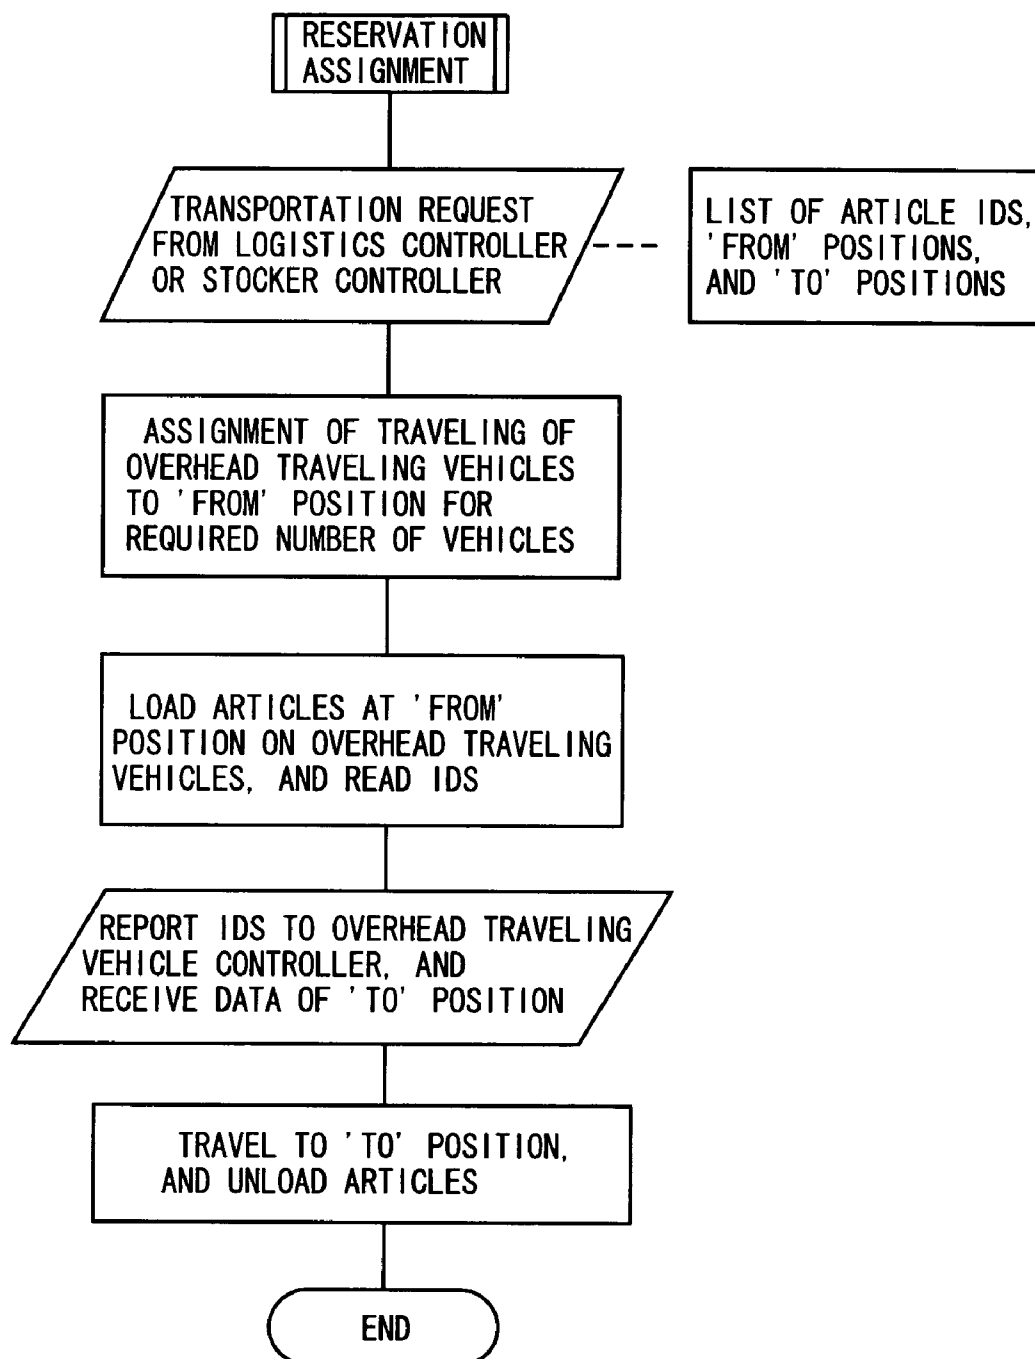 RESERVATION
ASSIGNMENT
TRANSPORTATION REQUEST
FROM LOGISTICS CONTROLLER
OR STOCKER CONTROLLER
LIST OF ARTICLE IDS,
'FROM' POSITIONS,
AND 'TO' POSITIONS
ASSIGNMENT OF TRAVELING OF
OVERHEAD TRAVELING VEHICLES
TO 'FROM' POSITION FOR
REQUIRED NUMBER OF VEHICLES
LOAD ARTICLES AT 'FROM'
POSITION ON OVERHEAD TRAVELING
VEHICLES, AND READ IDS
REPORT IDS TO OVERHEAD TRAVELING
VEHICLE CONTROLLER, AND
RECEIVE DATA OF 'TO' POSITION
TRAVEL TO 'TO' POSITION,
AND UNLOAD ARTICLES
END